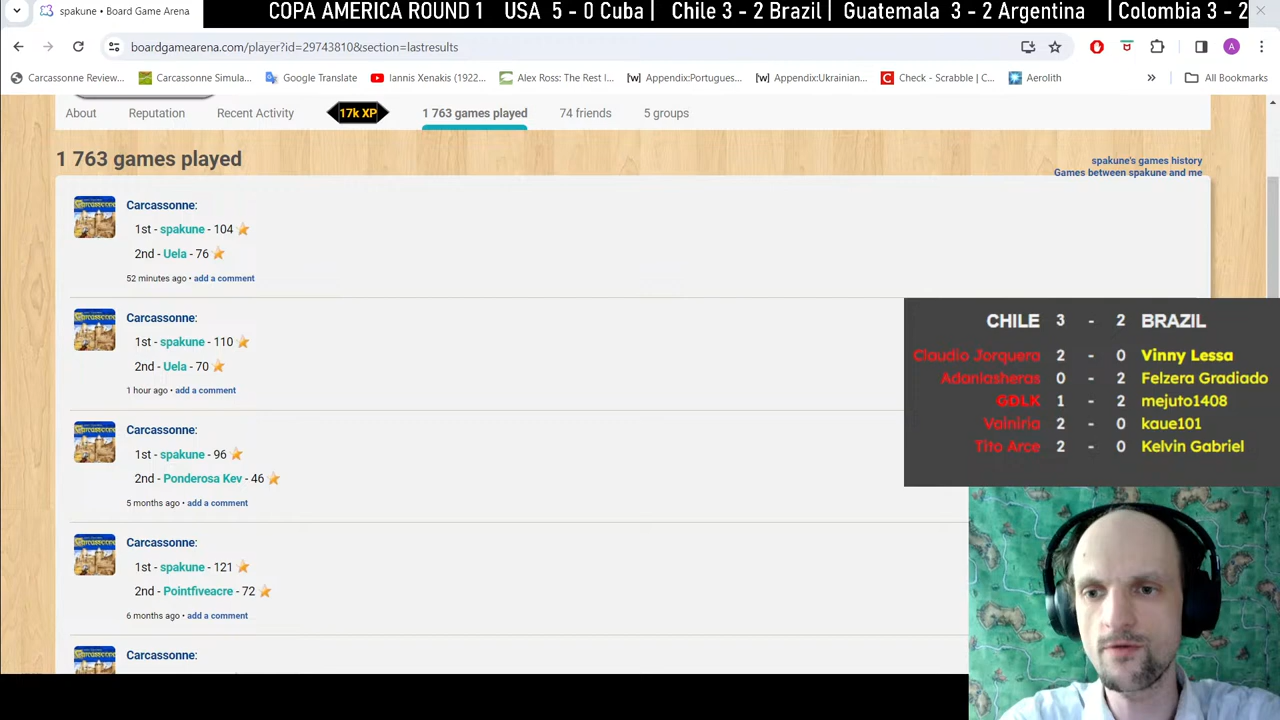 spakune • Board Game Arena
COPA AMERICA ROUND 1 USA 5 - 0 Cuba | Chile 3 - 2 Brazil | Guatemala 3 - 2 Argentina | Colombia 3 - 2
boardgamearena.com/player?id=29743810&section=lastresults
A
Carcassonne Review...
Carcassonne Simula...
Google Translate
Iannis Xenakis (1922...
Alex Ross: The Rest I...
[w] Appendix:Portugues...
[w] Appendix:Ukrainian...
C Check - Scrabble | C...
Aerolith
»
All Bookmarks
About
Reputation
Recent Activity
17k XP
1 763 games played
74 friends
5 groups
1 763 games played
spakune's games history
Games between spakune and me
Carcassonne:
1st - spakune - 104
2nd - Uela - 76
52 minutes ago • add a comment
Carcassonne:
1st - spakune - 110
2nd - Uela - 70
1 hour ago • add a comment
CHILE 3 - 2 BRAZIL
Claudio Jorquera 2 - 0 Vinny Lessa
Adaniasheras 0 - 2 Felzera Gradiado
GDLK 1 - 2 mejuto1408
Valniria 2 - 0 kaue101
Tito Arce 2 - 0 Kelvin Gabriel
Carcassonne:
1st - spakune - 96
2nd - Ponderosa Kev - 46
5 months ago • add a comment
Carcassonne:
1st - spakune - 121
2nd - Pointfiveacre - 72
6 months ago • add a comment
Carcassonne: